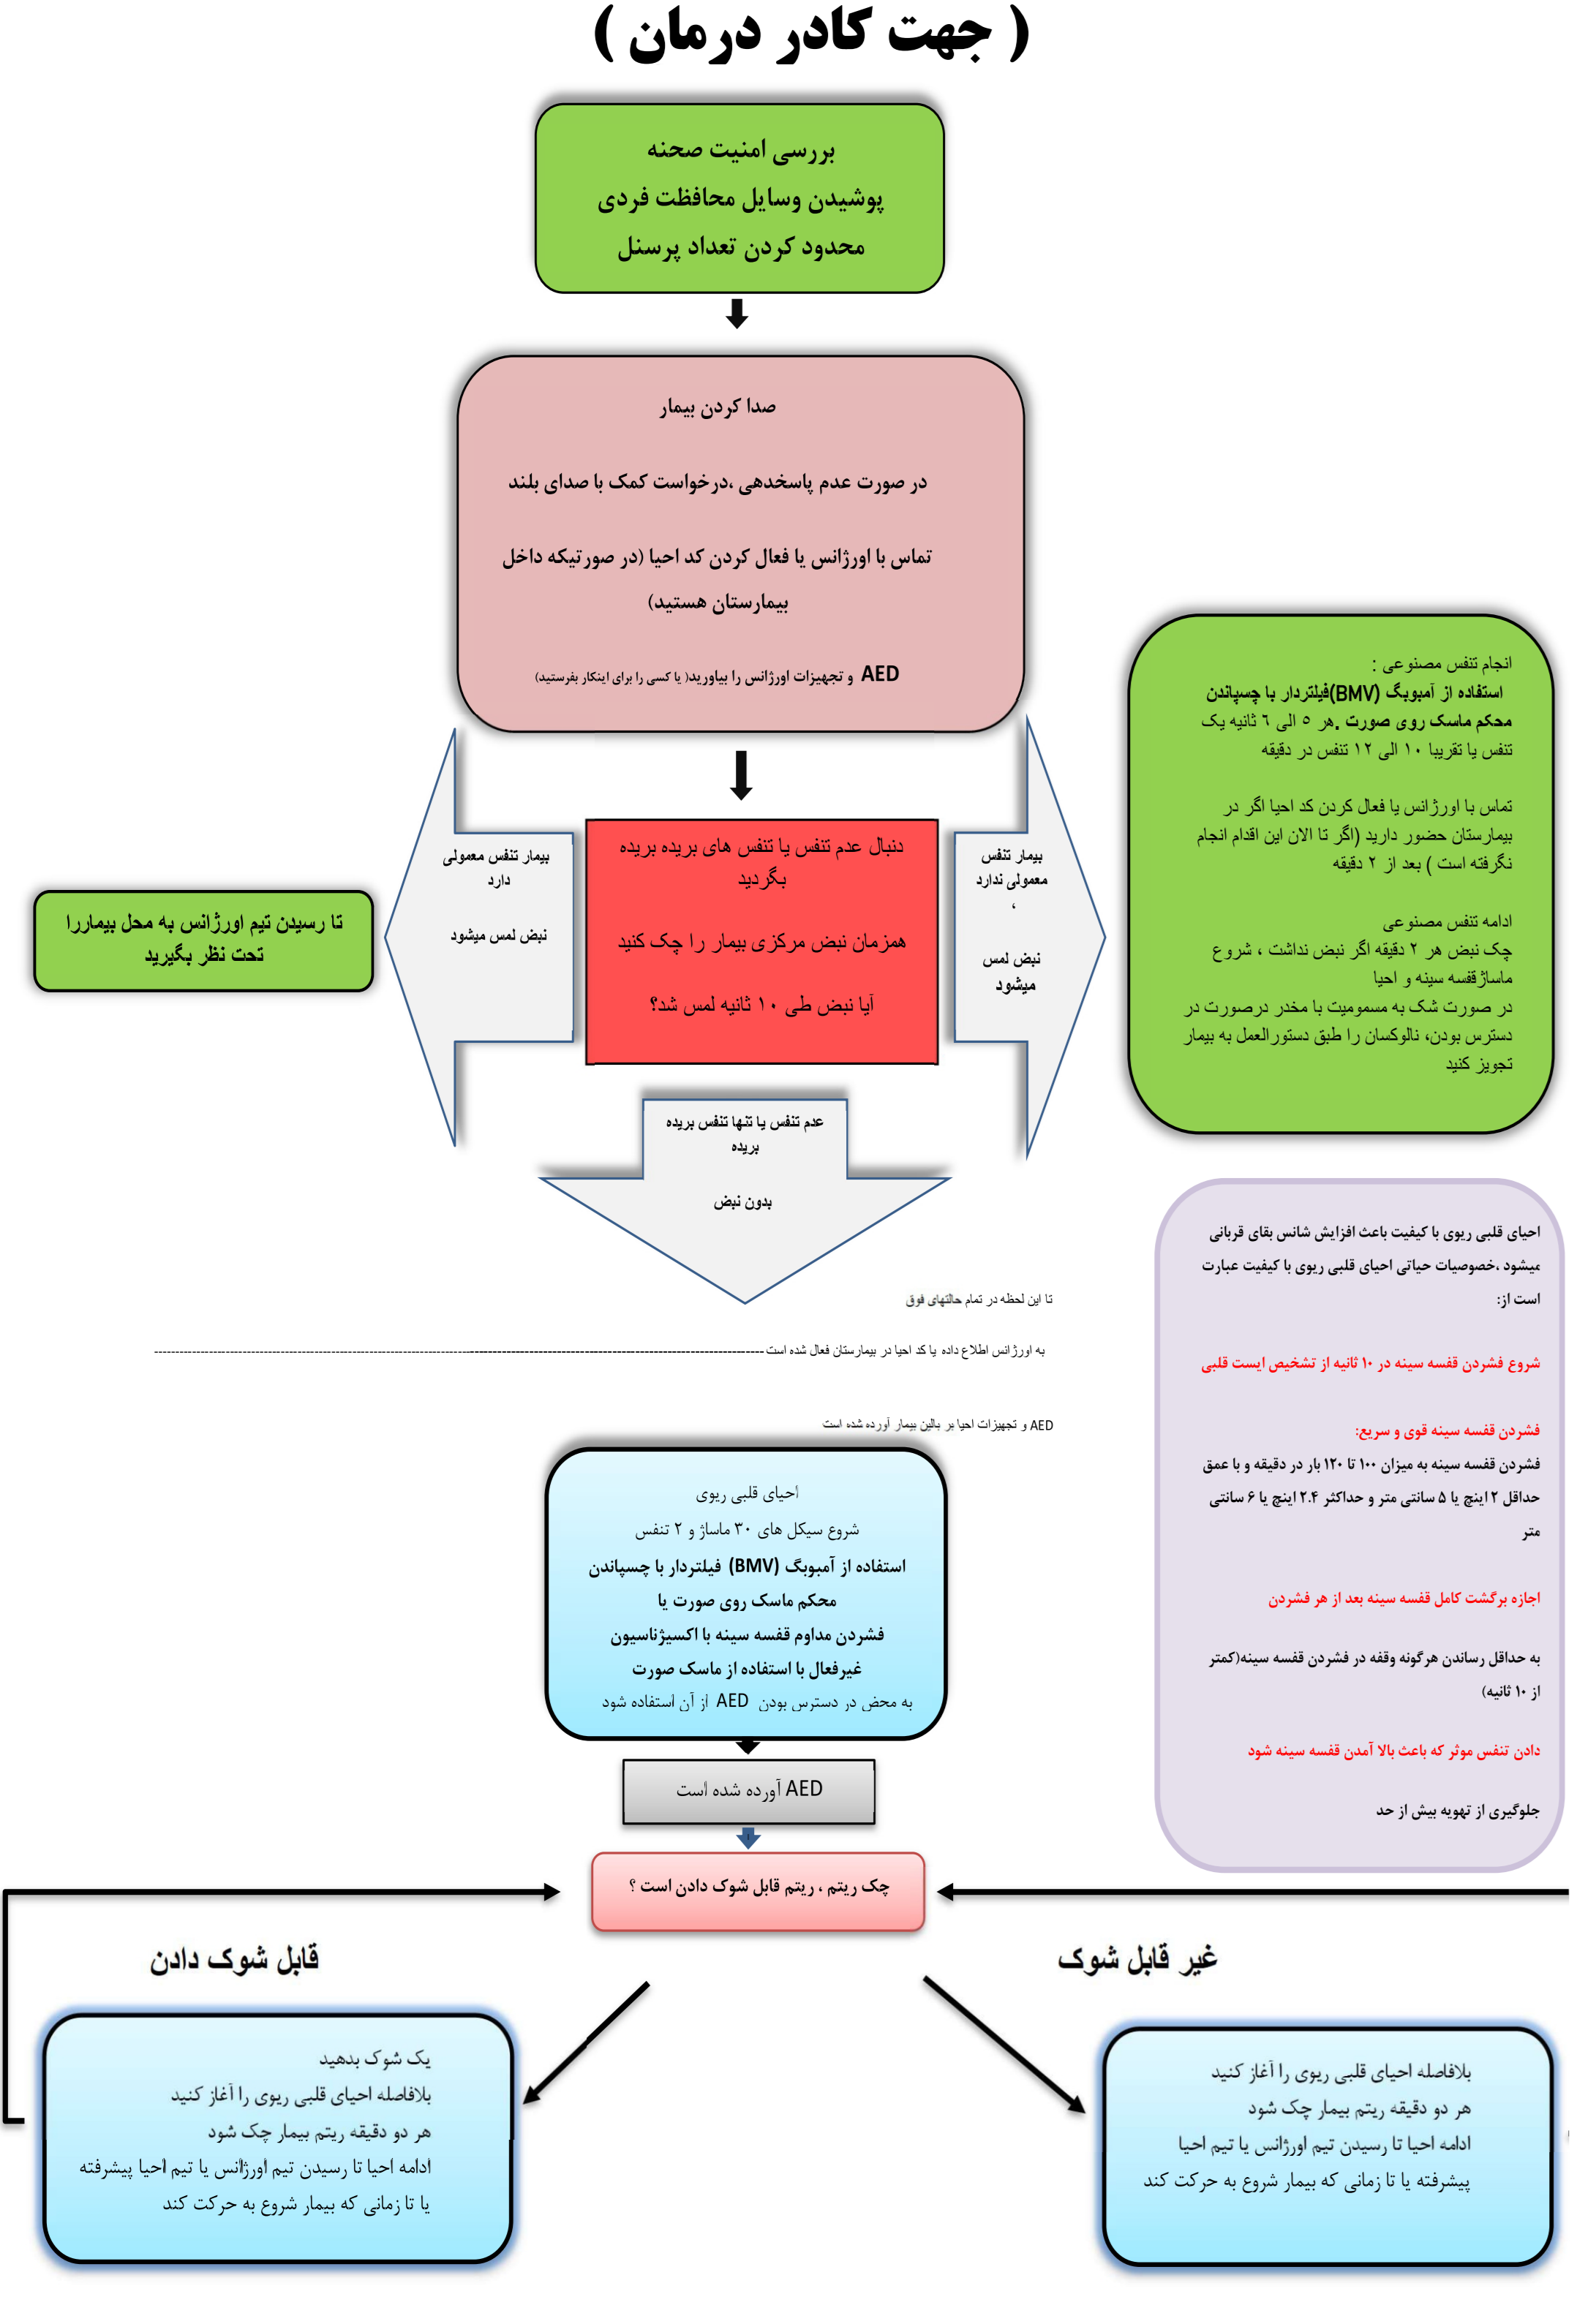 ( جهت کادر درمان )
بررسی امنیت صحنه
پوشیدن وسایل محافظت فردی
محدود کردن تعداد پرسنل
صدا کردن بیمار
در صورت عدم پاسخدهی ،درخواست کمک با صدای بلند
تماس با اورژانس یا فعال کردن کد احیا (در صورتیکه داخل
بیمارستان هستید)
AED و تجهیزات اورژانس را بیاورید( یا کسی را برای اینکار بفرستید)
انجام تنفس مصنوعی :
استفاده از آمبوبگ (BMV)فیلتردار با چسپاندن
محکم ماسک روی صورت .هر ٥ الی ٦ ثانیه یک
تنفس یا تقریبا ١٠ الی ١٢ تنفس در دقیقه
تماس با اورژانس یا فعال کردن کد احیا اگر در
بیمارستان حضور دارید (اگر تا الان این اقدام انجام
نگرفته است ) بعد از ٢ دقیقه
ادامه تنفس مصنوعی
چک نبض هر ٢ دقیقه اگر نبض نداشت ، شروع
ماساژقفسه سینه و احیا
در صورت شک به مسمومیت با مخدر درصورت در
دسترس بودن، نالوکسان را طبق دستورالعمل به بیمار
تجویز کنید
بیمار تنفس
معمولی ندارد
،
نبض لمس
میشود
دنبال عدم تنفس یا تنفس های بریده بریده
بگردید
همزمان نبض مرکزی بیمار را چک کنید
آیا نبض طی ١٠ ثانیه لمس شد؟
بیمار تنفس معمولی
دارد
نبض لمس میشود
تا رسیدن تیم اورژانس به محل بیماررا
تحت نظر بگیرید
عدم تنفس یا تنها تنفس بریده
بریده
بدون نبض
احیای قلبی ریوی با کیفیت باعث افزایش شانس بقای قربانی
میشود ،خصوصیات حیاتی احیای قلبی ریوی با کیفیت عبارت
است از:
شروع فشردن قفسه سینه در ۱۰ ثانیه از تشخیص ایست قلبی
فشردن قفسه سینه قوی و سریع:
فشردن قفسه سینه به میزان ۱۰۰ تا ۱۲۰ بار در دقیقه و با عمق
حداقل ۲ اینچ یا ۵ سانتی متر و حداکثر ۲.۴ اینچ یا ۶ سانتی
متر
اجازه برگشت کامل قفسه سینه بعد از هر فشردن
به حداقل رساندن هرگونه وقفه در فشردن قفسه سینه(کمتر
از ۱۰ ثانیه)
دادن تنفس موثر که باعث بالا آمدن قفسه سینه شود
جلوگیری از تهویه بیش از حد
تا این لحظه در تمام حالتهای فوق
به اورژانس اطلاع داده یا کد احیا در بیمارستان فعال شده است ----------------------------------------
AED و تجهیزات احیا بر بالین بیمار آورده شده است
احیای قلبی ریوی
شروع سیکل های ۳۰ ماساژ و ۲ تنفس
استفاده از آمبوبگ (BMV) فیلتردار با چسپاندن
محکم ماسک روی صورت یا
فشردن مداوم قفسه سینه با اکسیژناسیون
غیرفعال با استفاده از ماسک صورت
به محض در دسترس بودن AED از آن استفاده شود
AED آورده شده است
چک ریتم ، ریتم قابل شوک دادن است ؟
غیر قابل شوک
قابل شوک دادن
بلافاصله احیای قلبی ریوی را آغاز کنید
هر دو دقیقه ریتم بیمار چک شود
ادامه احیا تا رسیدن تیم اورژانس یا تیم احیا
پیشرفته یا تا زمانی که بیمار شروع به حرکت کند
یک شوک بدهید
بلافاصله احیای قلبی ریوی را آغاز کنید
هر دو دقیقه ریتم بیمار چک شود
ادامه احیا تا رسیدن تیم اورژانس یا تیم احیا پیشرفته
یا تا زمانی که بیمار شروع به حرکت کند